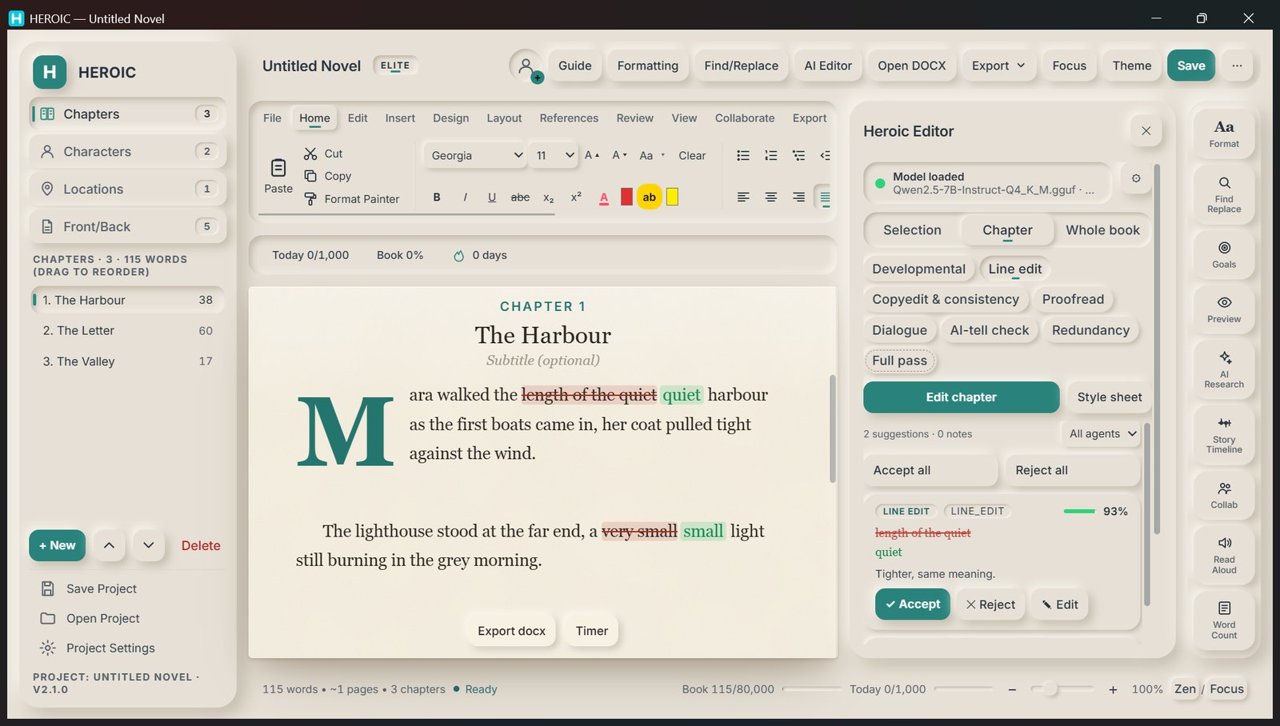 HEROIC — Untitled Novel
H HEROIC
Chapters 3
Characters 2
Locations 1
Front/Back 5
CHAPTERS · 3 · 115 WORDS
(DRAG TO REORDER)
1. The Harbour 38
2. The Letter 60
3. The Valley 17
+ New
Delete
Save Project
Open Project
Project Settings
PROJECT: UNTITLED NOVEL ·
V2.1.0
Untitled Novel ELITE
Guide Formatting Find/Replace AI Editor Open DOCX Export Focus Theme Save ...
File Home Edit Insert Design Layout References Review View Collaborate Export
Paste
Cut
Copy
Format Painter
Georgia 11 A A Aa Clear
B I U abc x₂ x² A ab
Today 0/1,000 Book 0% 0 days
CHAPTER 1
The Harbour
Subtitle (optional)
Mara walked the length of the quiet quiet harbour
as the first boats came in, her coat pulled tight
against the wind.
The lighthouse stood at the far end, a very small small light
still burning in the grey morning.
Export docx Timer
115 words • ~1 pages • 3 chapters • Ready
Book 115/80,000 Today 0/1,000 − + 100% Zen / Focus
Heroic Editor
Model loaded
Qwen2.5-7B-Instruct-Q4_K_M.gguf · ...
Selection Chapter Whole book
Developmental Line edit
Copyedit & consistency Proofread
Dialogue AI-tell check Redundancy
Full pass
Edit chapter Style sheet
2 suggestions · 0 notes All agents
Accept all Reject all
LINE EDIT LINE_EDIT 93%
length of the quiet
quiet
Tighter, same meaning.
Accept Reject Edit
Aa
Format
Find
Replace
Goals
Preview
AI
Research
Story
Timeline
Collab
Read
Aloud
Word
Count